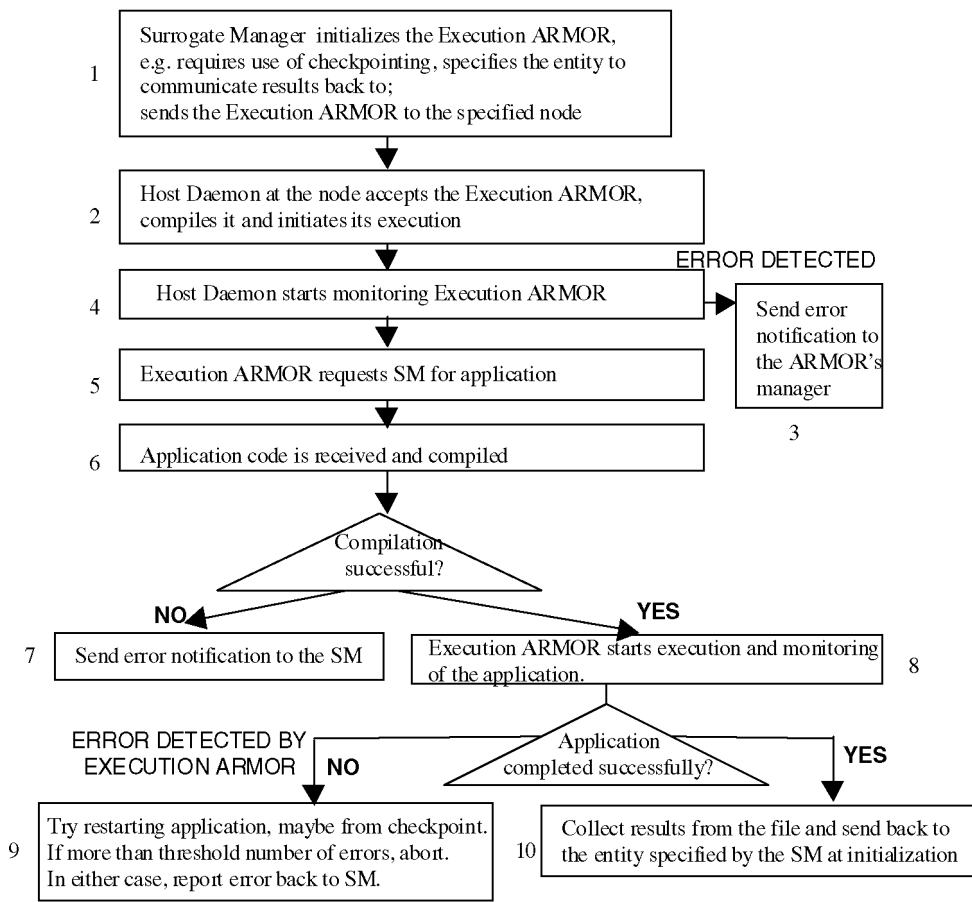 Surrogate Manager initializes the Execution ARMOR,
e.g. requires use of checkpointing, specifies the entity to
1
communicate results back to;
sends the Execution ARMOR to the specified node
Host Daemon at the node accepts the Execution ARMOR,
2
compiles it and initiates its execution
ERROR DETECTED
Host Daemon starts monitoring Execution ARMOR
4
Send error
notification to
the ARMOR's
manager
3
Execution ARMOR requests SM for application
5
Application code is received and compiled
6
Compilation
successful?
NO
YES
7
Send error notification to the SM
Execution ARMOR starts execution and monitoring
of the application.
8
ERROR DETECTED BY
EXECUTION ARMOR
NO
Application
completed successfully?
YES
Try restarting application, maybe from checkpoint.
9
If more than threshold number of errors, abort.
In either case, report error back to SM.
10
Collect results from the file and send back to
the entity specified by the SM at initialization